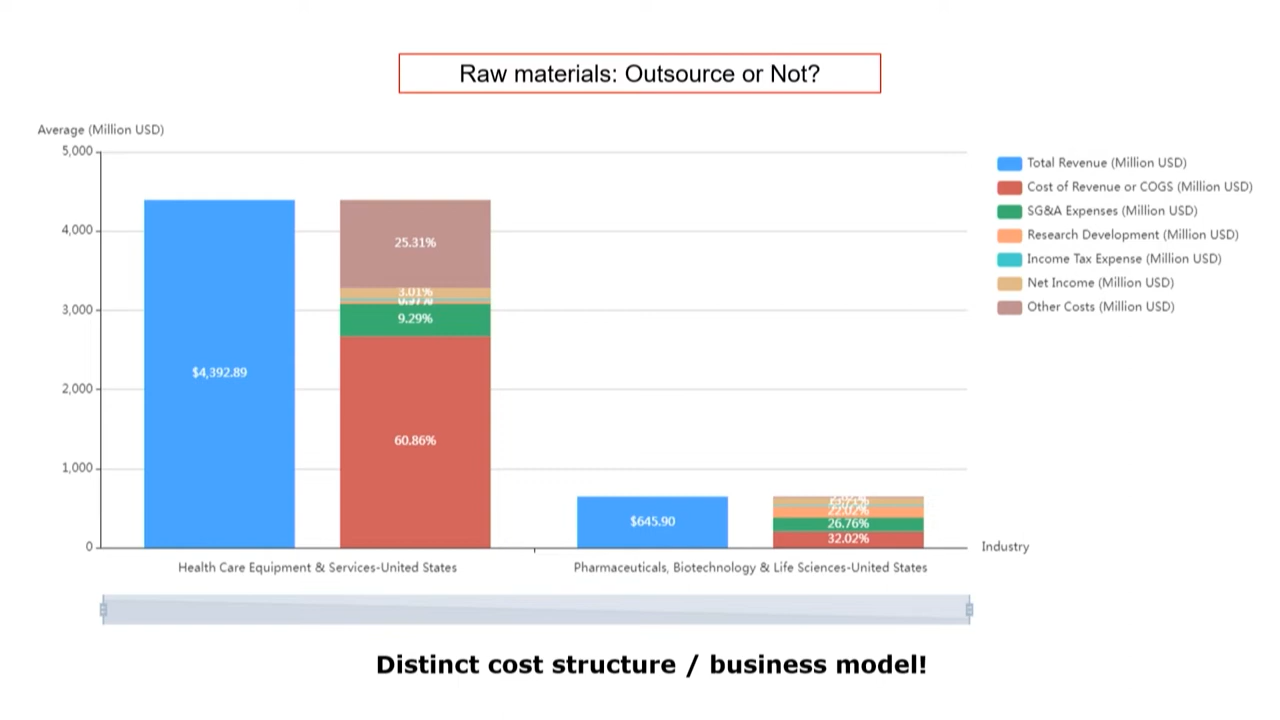 Raw materials: Outsource or Not?
Average (Million USD)
5,000
4,000
3,000
2,000
1,000
0
$4,392.89
25.31%
3.01%
9.29%
60.86%
$645.90
22.02%
26.76%
32.02%
Health Care Equipment & Services-United States
Pharmaceuticals, Biotechnology & Life Sciences-United States
Industry
Total Revenue (Million USD)
Cost of Revenue or COGS (Million USD)
SG&A Expenses (Million USD)
Research Development (Million USD)
Income Tax Expense (Million USD)
Net Income (Million USD)
Other Costs (Million USD)
Distinct cost structure / business model!